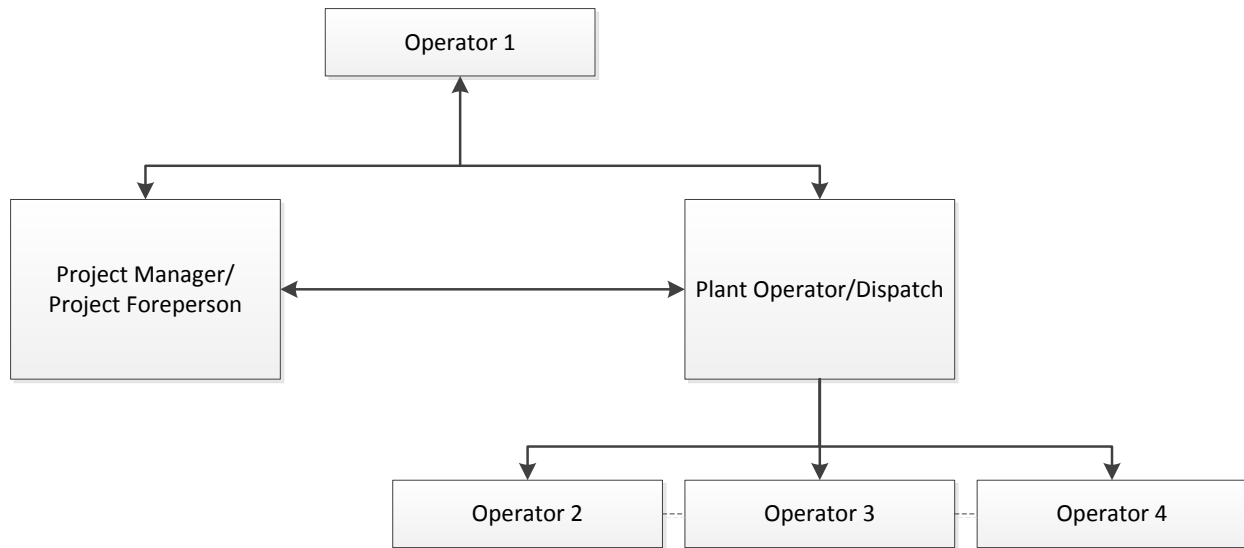 Operator 1
Project Manager/
Project Foreperson
Plant Operator/Dispatch
Operator 2
Operator 3
Operator 4